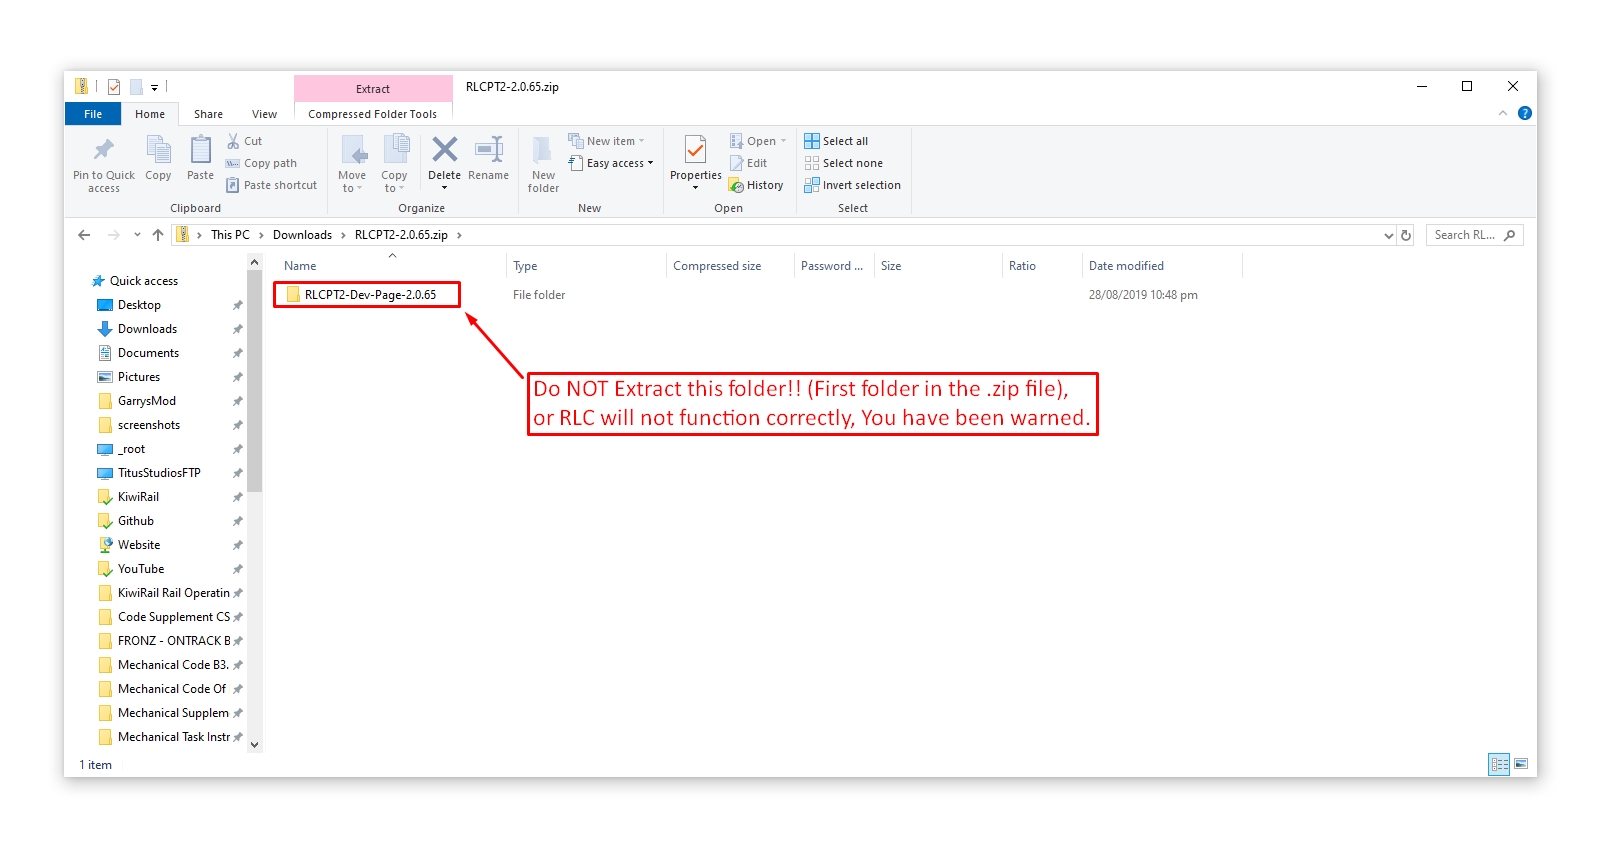 Extract
RLCPT2-2.0.65.zip
File
Home
Share
View
Compressed Folder Tools
Pin to Quick
access
Copy
Paste
Cut
Copy path
Paste shortcut
Clipboard
Move
to
Copy
to
Delete
Rename
Organize
New
folder
New item
Easy access
New
Properties
Open
Edit
History
Open
Select all
Select none
Invert selection
Select
This PC > Downloads > RLCPT2-2.0.65.zip >
Search RL...
Name
Type
Compressed size
Password ...
Size
Ratio
Date modified
RLCPT2-Dev-Page-2.0.65
File folder
28/08/2019 10:48 pm
Do NOT Extract this folder!! (First folder in the .zip file),
or RLC will not function correctly, You have been warned.
Quick access
Desktop
Downloads
Documents
Pictures
GarrysMod
screenshots
_root
TitusStudiosFTP
KiwiRail
Github
Website
YouTube
KiwiRail Rail Operatin
Code Supplement CS
FRONZ - ONTRACK B
Mechanical Code B3.
Mechanical Code Of
Mechanical Supplem
Mechanical Task Instr
1 item